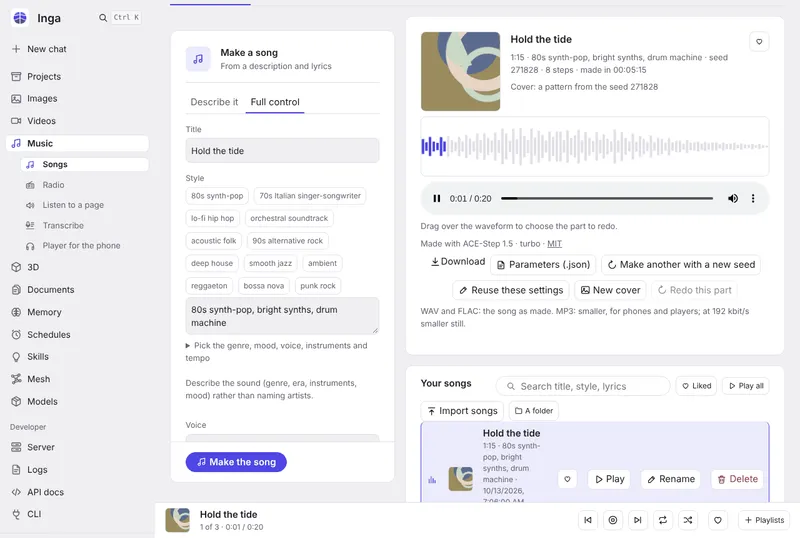 Inga
Ctrl K
New chat
Projects
Images
Videos
Music
Songs
Radio
Listen to a page
Transcribe
Player for the phone
3D
Documents
Memory
Schedules
Skills
Mesh
Models
Developer
Server
Logs
API docs
CLI
Make a song
From a description and lyrics
Describe it
Full control
Title
Hold the tide
Style
80s synth-pop
70s Italian singer-songwriter
lo-fi hip hop
orchestral soundtrack
acoustic folk
90s alternative rock
deep house
smooth jazz
ambient
reggaeton
bossa nova
punk rock
80s synth-pop, bright synths, drum
machine
Pick the genre, mood, voice, instruments and
tempo
Describe the sound (genre, era, instruments,
mood) rather than naming artists.
Voice
Make the song
Hold the tide
1:15 · 80s synth-pop, bright synths, drum machine · seed
271828 · 8 steps · made in 00:05:15
Cover: a pattern from the seed 271828
0:01 / 0:20
Drag over the waveform to choose the part to redo.
Made with ACE-Step 1.5 · turbo · MIT
Download
Parameters (.json)
Make another with a new seed
Reuse these settings
New cover
Redo this part
WAV and FLAC: the song as made. MP3: smaller, for phones and players; at 192 kbit/s
smaller still.
Your songs
Search title, style, lyrics
Liked
Play all
Import songs
A folder
Hold the tide
1:15 · 80s synth-
pop, bright
synths, drum
machine ·
10/13/2026,
7:06:00 AM
Play
Rename
Delete
Hold the tide
1 of 3 · 0:01 / 0:20
Playlists